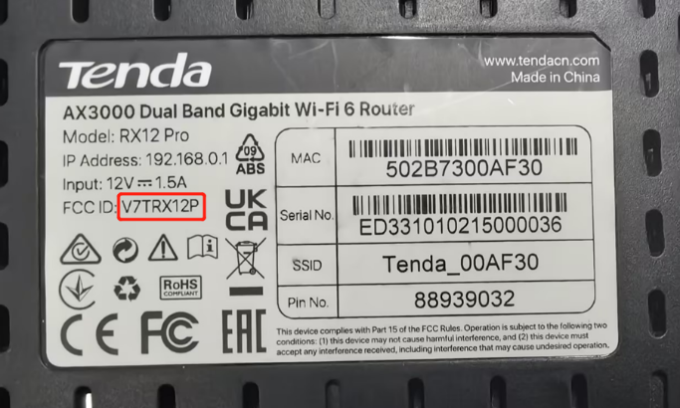 Tenda
www.tendacn.com
Made in China
AX3000 Dual Band Gigabit Wi-Fi 6 Router
Model: RX12 Pro
IP Address: 192.168.0.1
Input: 12V⎓1.5A
FCC ID: V7TRX12P
09
ABS
UK
CA
RoHS
COMPLIANT
CE FC EAC
MAC
502B7300AF30
Serial No.
ED331010215000036
SSID
Tenda_00AF30
Pin No.
88939032
This device complies with Part 15 of the FCC Rules. Operation is subject to the following two
conditions: (1) this device may not cause harmful interference, and (2) this device must
accept any interference received, including interference that may cause undesired operation.